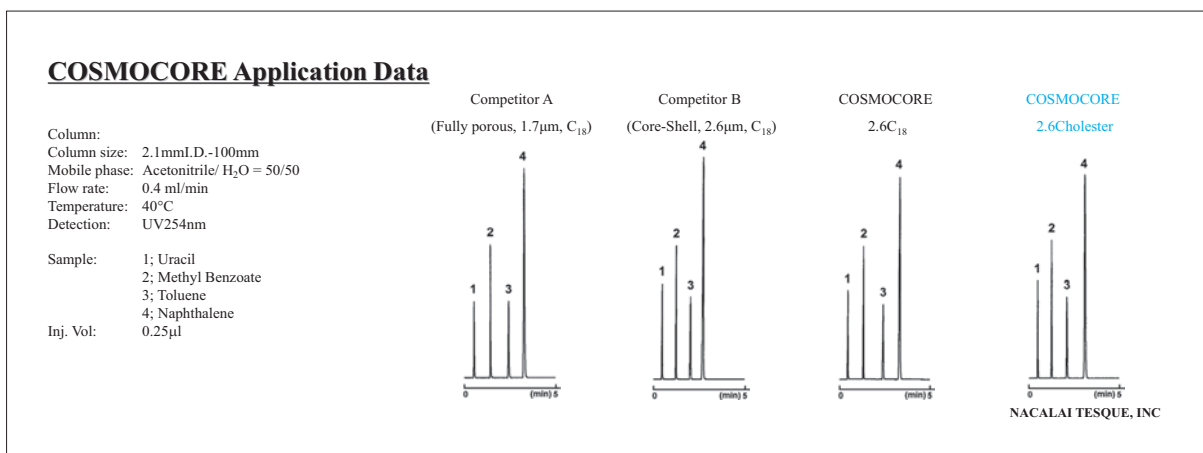 COSMOCORE Application Data
Column:
Column size: 2.1mmI.D.-100mm
Mobile phase: Acetonitrile/ H₂O = 50/50
Flow rate: 0.4 ml/min
Temperature: 40°C
Detection: UV254nm
Sample: 1; Uracil
2; Methyl Benzoate
3; Toluene
4; Naphthalene
Inj. Vol: 0.25μl
Competitor A
(Fully porous, 1.7μm, C₁₈)
1 2 3 4
0 (min) 5
Competitor B
(Core-Shell, 2.6μm, C₁₈)
1 2 3 4
0 (min) 5
COSMOCORE
2.6C₁₈
1 2 3 4
0 (min) 5
COSMOCORE
2.6Cholester
1 2 3 4
0 (min) 5
NACALAI TESQUE, INC